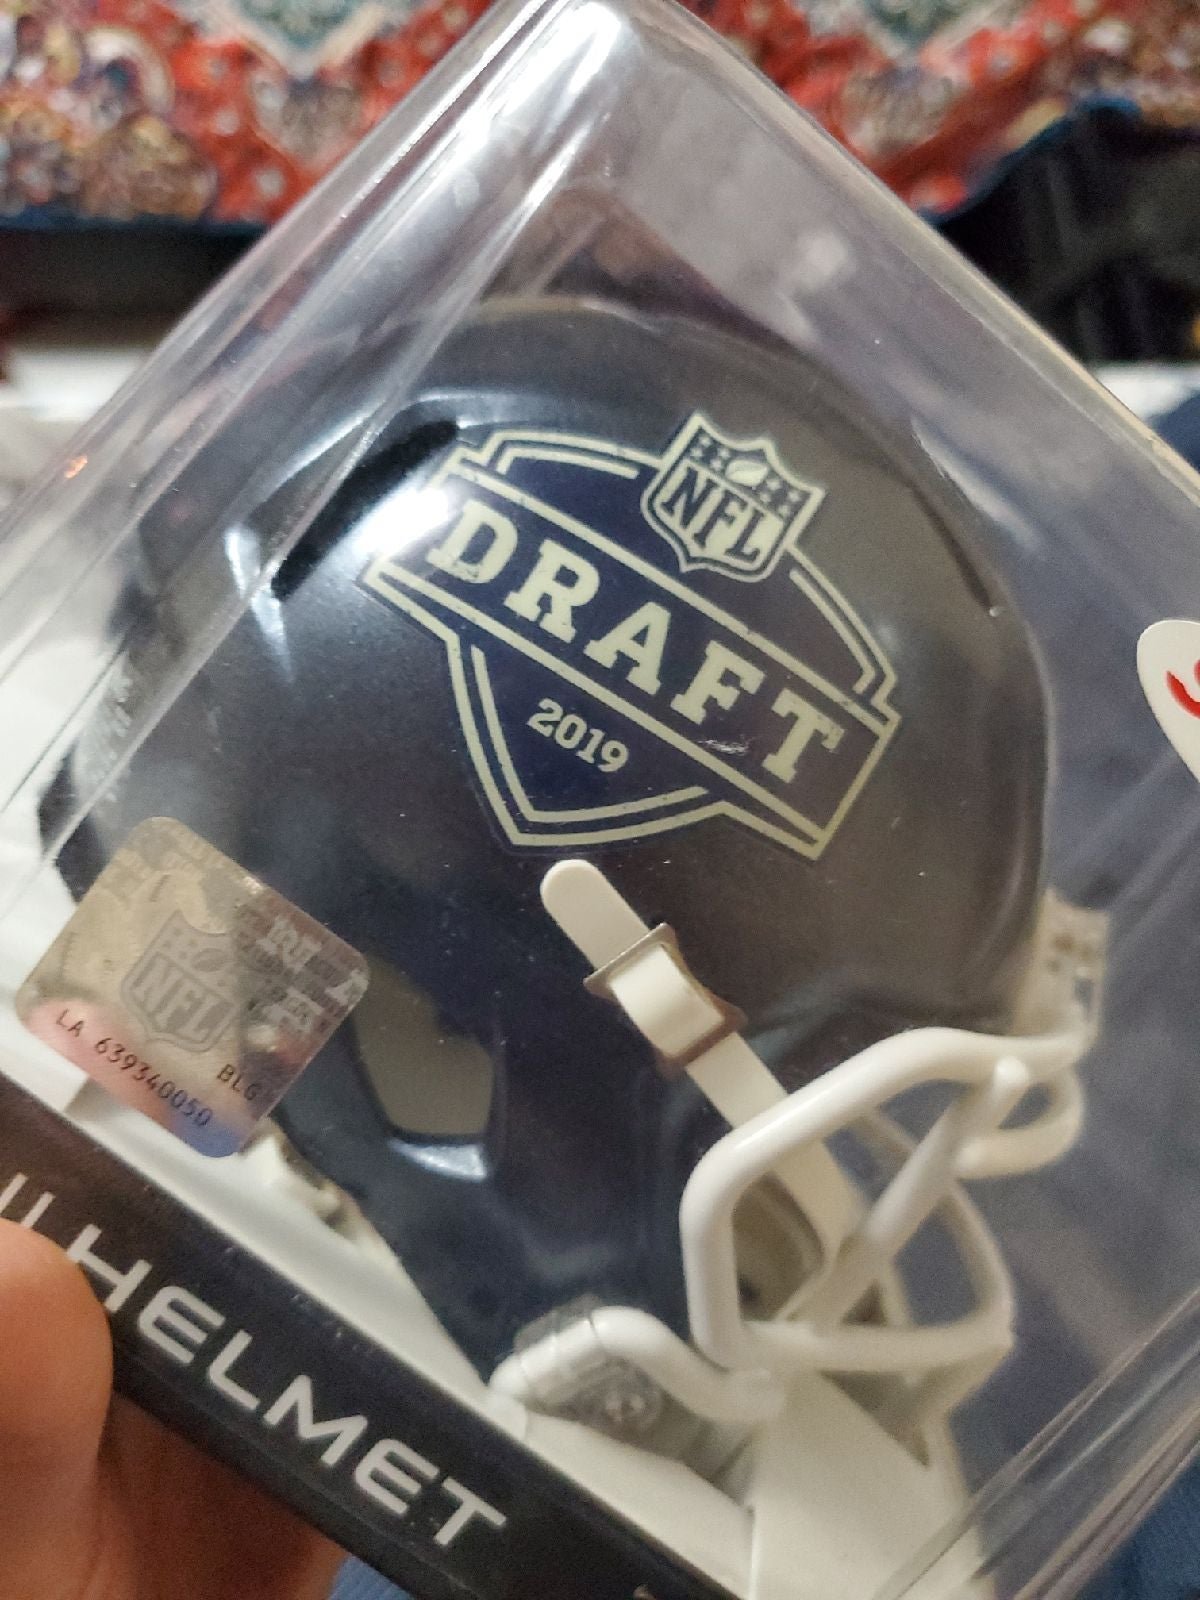 NFL
DRAFT
2019
NFL
LA 639340050
BLG
HELMET